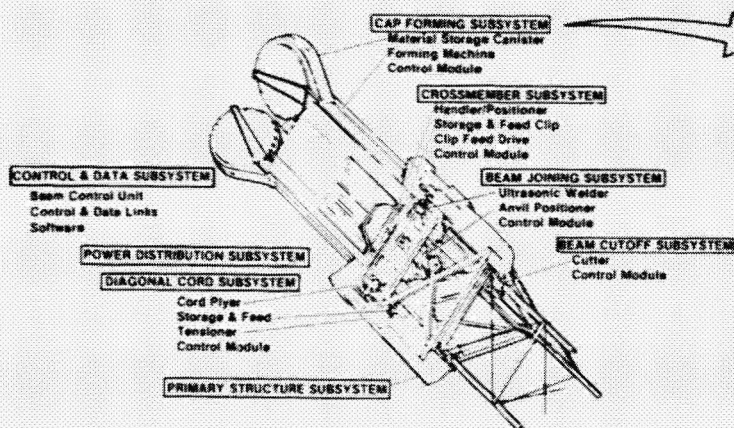 CAP FORMING SUBSYSTEM
Material Storage Canister
Forming Machine
Control Module
CROSSMEMBER SUBSYSTEM
Handler/Positioner
Storage & Feed Clip
Clip Feed Drive
Control Module
CONTROL & DATA SUBSYSTEM
Beam Control Unit
Control & Data Links
Software
BEAM JOINING SUBSYSTEM
Ultrasonic Welder
Anvil Positioner
Control Module
POWER DISTRIBUTION SUBSYSTEM
BEAM CUTOFF SUBSYSTEM
Cutter
Control Module
DIAGONAL CORD SUBSYSTEM
Cord Plyer
Storage & Feed
Tensioner
Control Module
PRIMARY STRUCTURE SUBSYSTEM